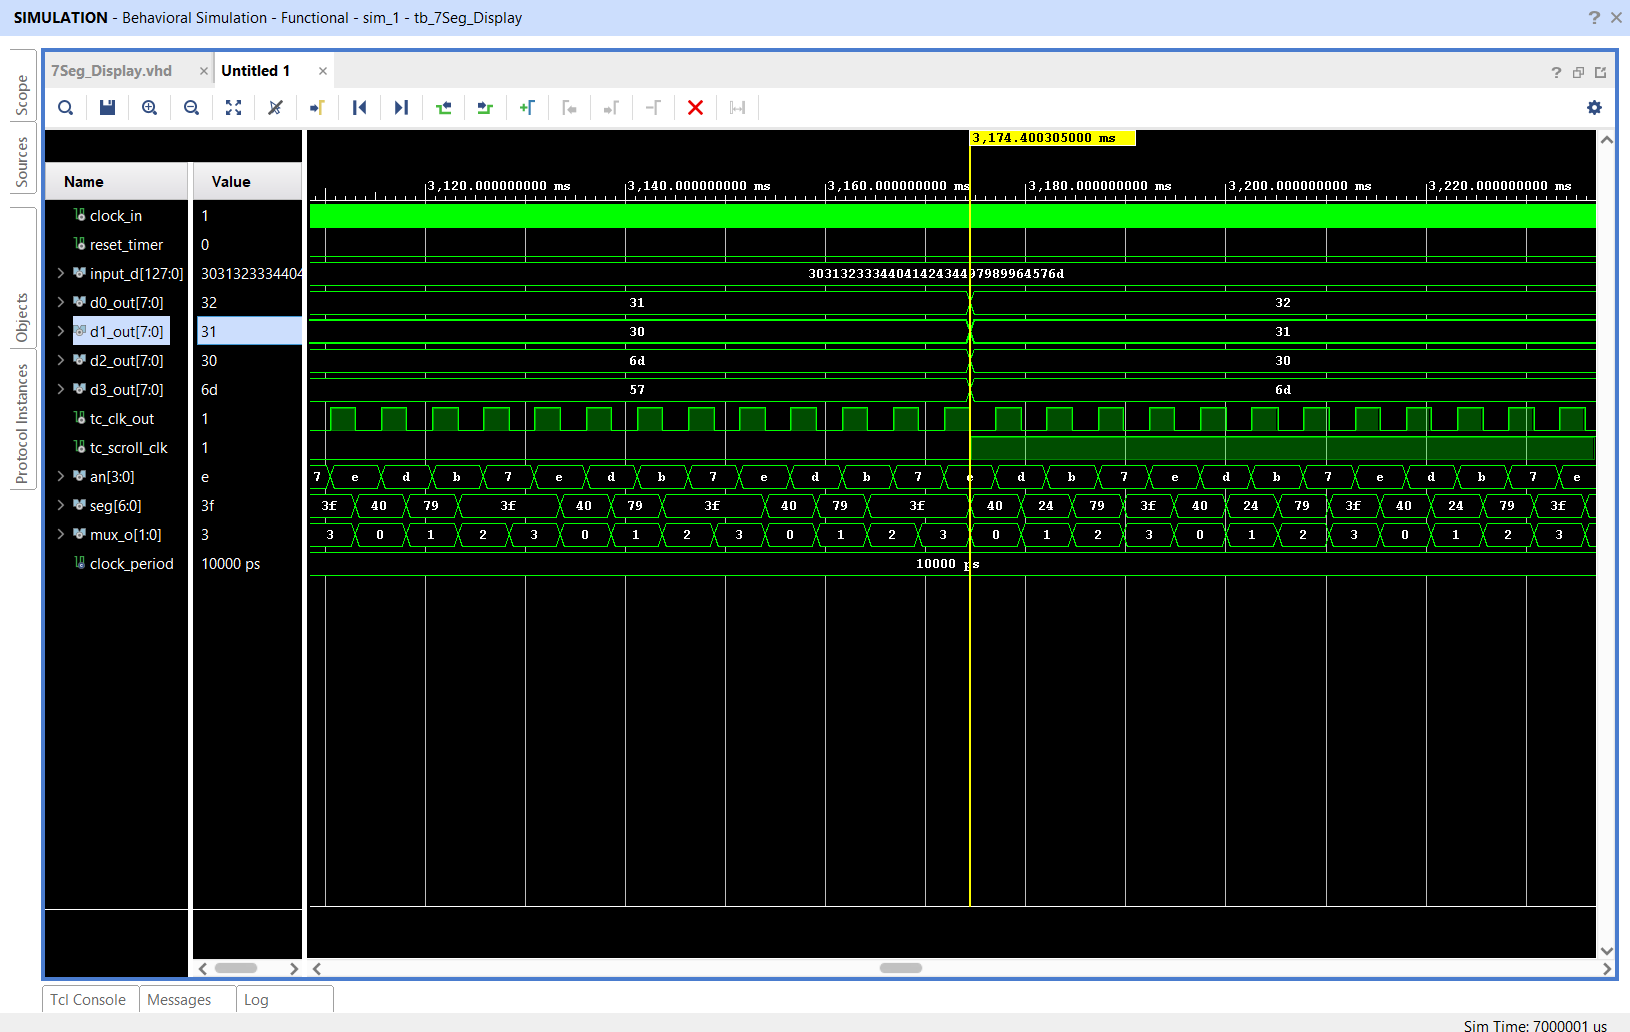 SIMULATION - Behavioral Simulation - Functional - sim_1 - tb_7Seg_Display
Scope
Sources
Objects
Protocol Instances
7Seg_Display.vhd
Untitled 1
3,174.400305000 ms
Name Value
3,120.000000000 ms 3,140.000000000 ms 3,160.000000000 ms 3,180.000000000 ms 3,200.000000000 ms 3,220.000000000 ms
clock_in 1
reset_timer 0
input_d[127:0] 3031323334404 3031323334404142434497989964576d
d0_out[7:0] 32 31 32
d1_out[7:0] 31 30 31
d2_out[7:0] 30 6d 30
d3_out[7:0] 6d 57 6d
tc_clk_out 1
tc_scroll_clk 1
an[3:0] e 7 e d b 7 e d b 7 e d b 7 e d b 7 e d b 7 e d b 7 e
seg[6:0] 3f 3f 40 79 3f 40 79 3f 40 79 3f 40 24 79 3f 40 24 79 3f 40 24 79 3f
mux_o[1:0] 3 3 0 1 2 3 0 1 2 3 0 1 2 3 0 1 2 3 0 1 2 3 0 1 2 3
clock_period 10000 ps 10000 ps
Tcl Console Messages Log
Sim Time: 7000001 us